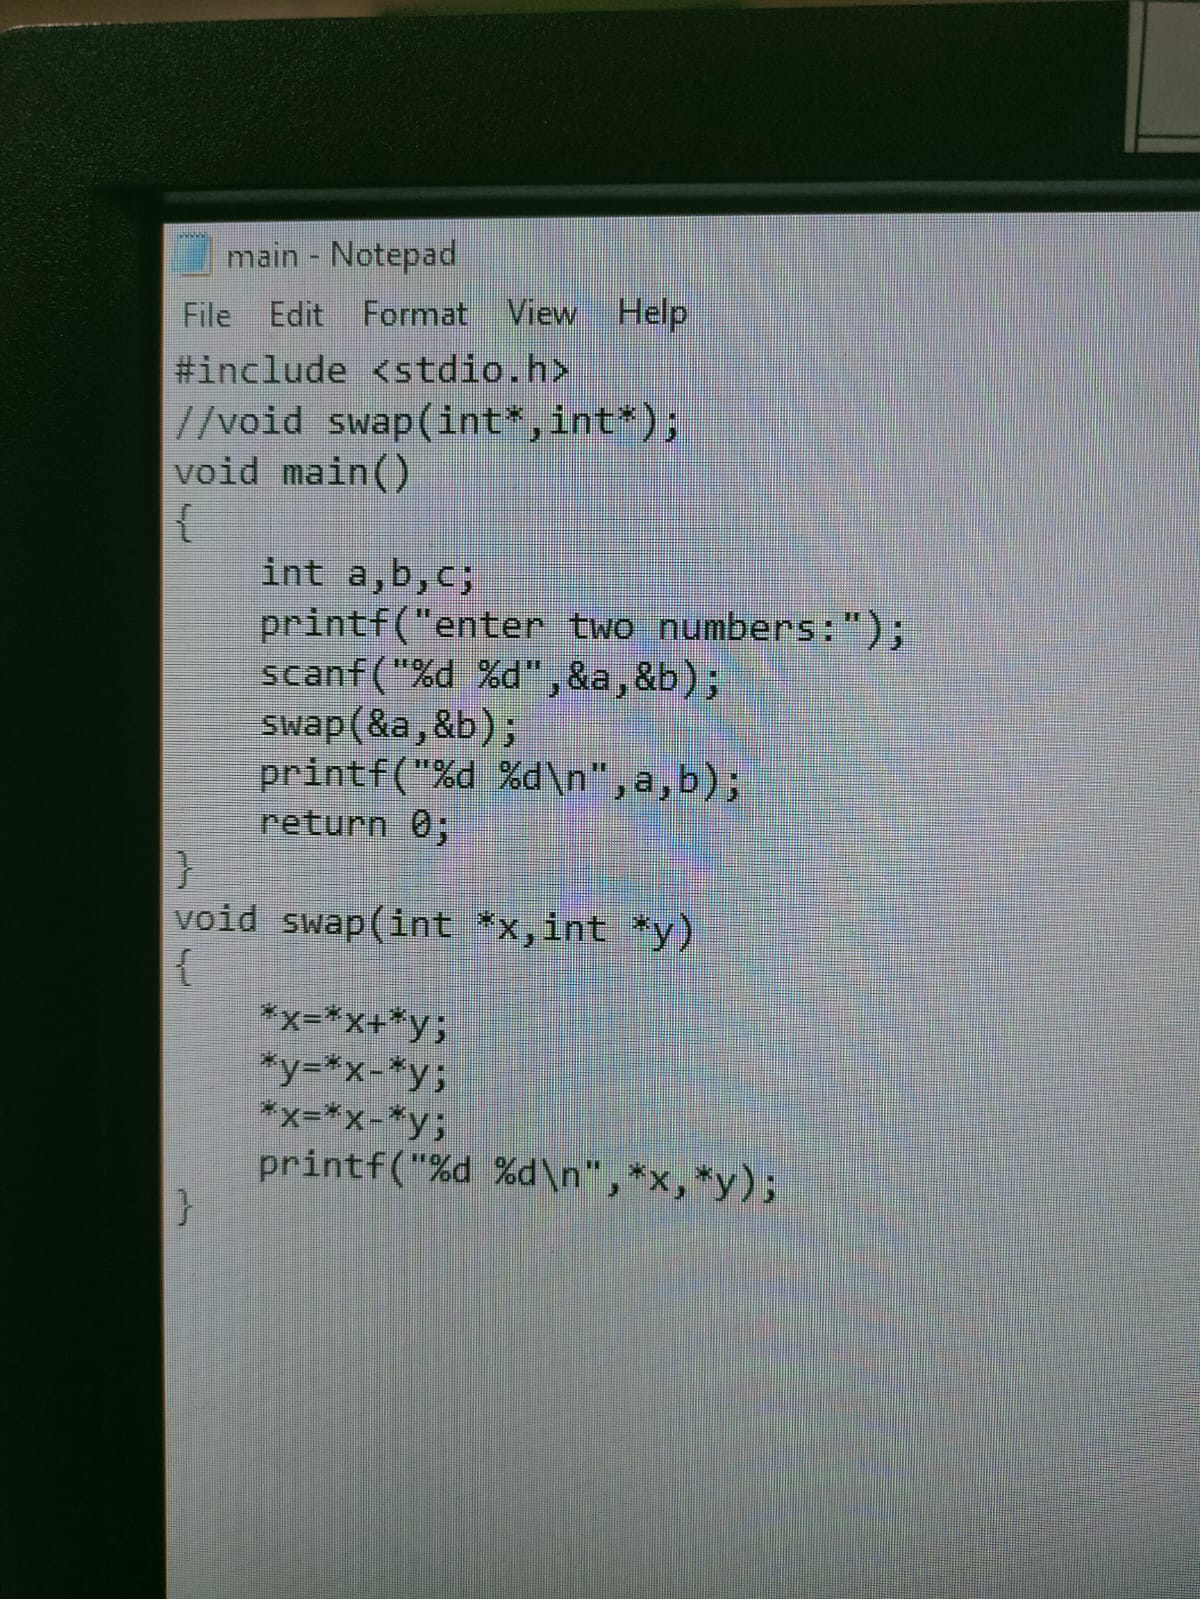 main - Notepad
File Edit Format View Help
#include <stdio.h>
//void swap(int*,int*);
void main()
{
    int a,b,c;
    printf("enter two numbers:");
    scanf("%d %d",&a,&b);
    swap(&a,&b);
    printf("%d %d\n",a,b);
    return 0;
}
void swap(int *x,int *y)
{
    *x=*x+*y;
    *y=*x-*y;
    *x=*x-*y;
    printf("%d %d\n",*x,*y);
}